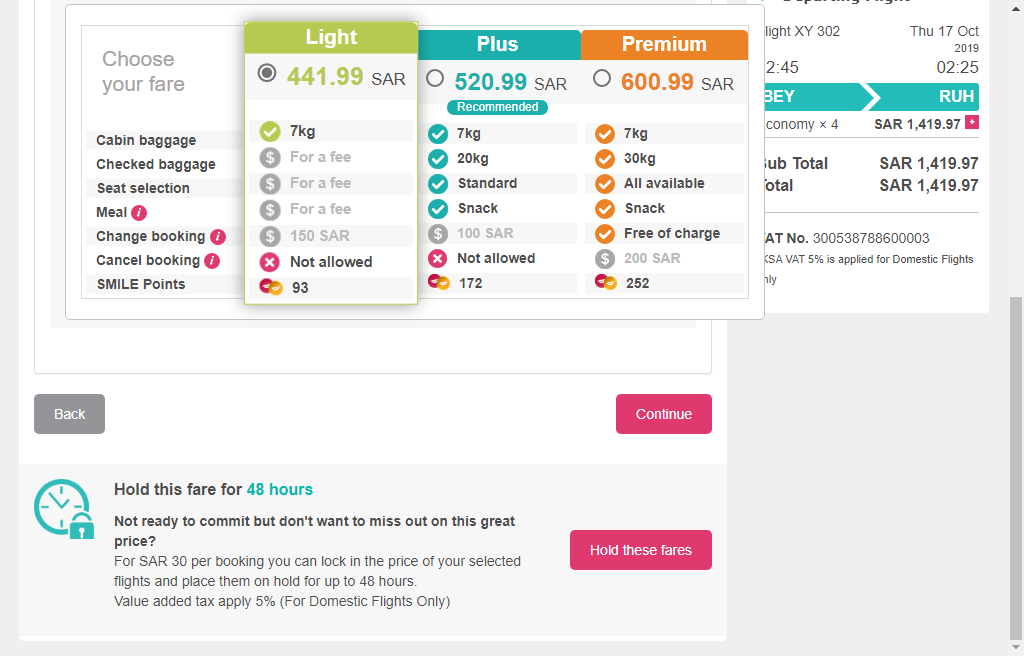 Choose
your fare
Light
441.99 SAR
Plus
520.99 SAR
Recommended
Premium
600.99 SAR
Cabin baggage 7kg 7kg 7kg
Checked baggage For a fee 20kg 30kg
Seat selection For a fee Standard All available
Meal i For a fee Snack Snack
Change booking i $ 150 SAR $ 100 SAR Free of charge
Cancel booking i Not allowed Not allowed $ 200 SAR
SMILE Points 93 172 252
Back
Continue
Hold this fare for 48 hours
Not ready to commit but don't want to miss out on this great
price?
For SAR 30 per booking you can lock in the price of your selected
flights and place them on hold for up to 48 hours.
Value added tax apply 5% (For Domestic Flights Only)
Hold these fares
light XY 302 Thu 17 Oct
2019
2:45 02:25
BEY RUH
conomy × 4 SAR 1,419.97 +
ub Total SAR 1,419.97
otal SAR 1,419.97
AT No. 300538788600003
KSA VAT 5% is applied for Domestic Flights
nly